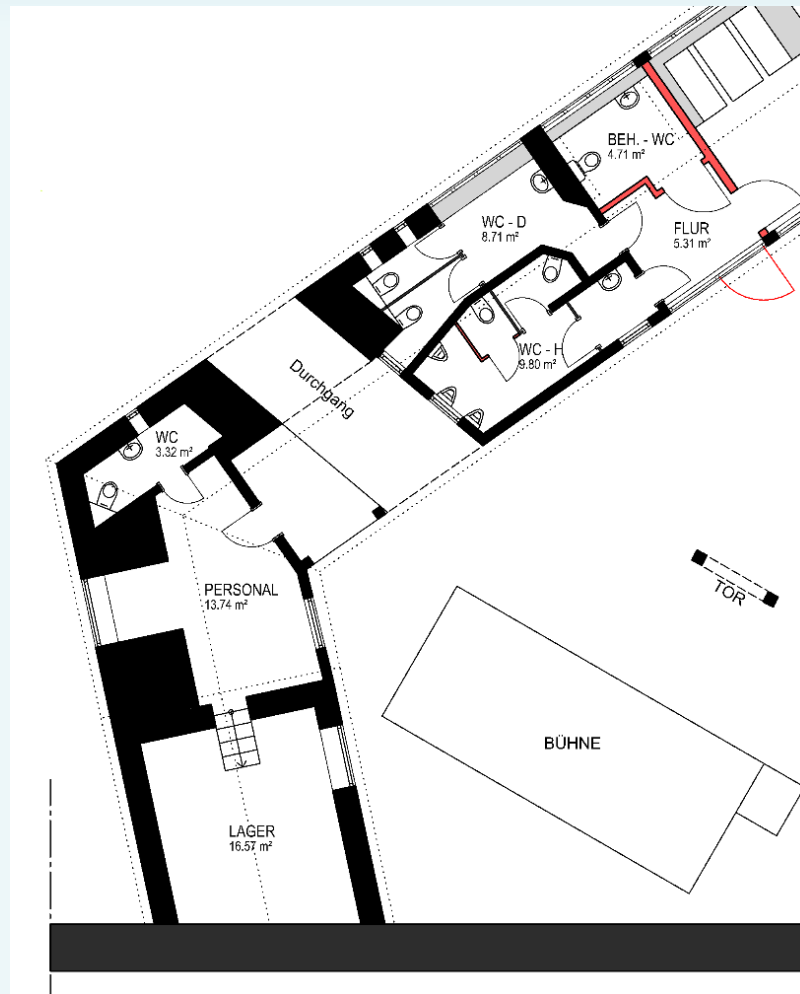 BEH. - WC
4.71 m²
WC - D
8.71 m²
FLUR
5.31 m²
WC - H
9.80 m²
Durchgang
WC
3.32 m²
PERSONAL
13.74 m²
TOR
BÜHNE
LAGER
16.57 m²